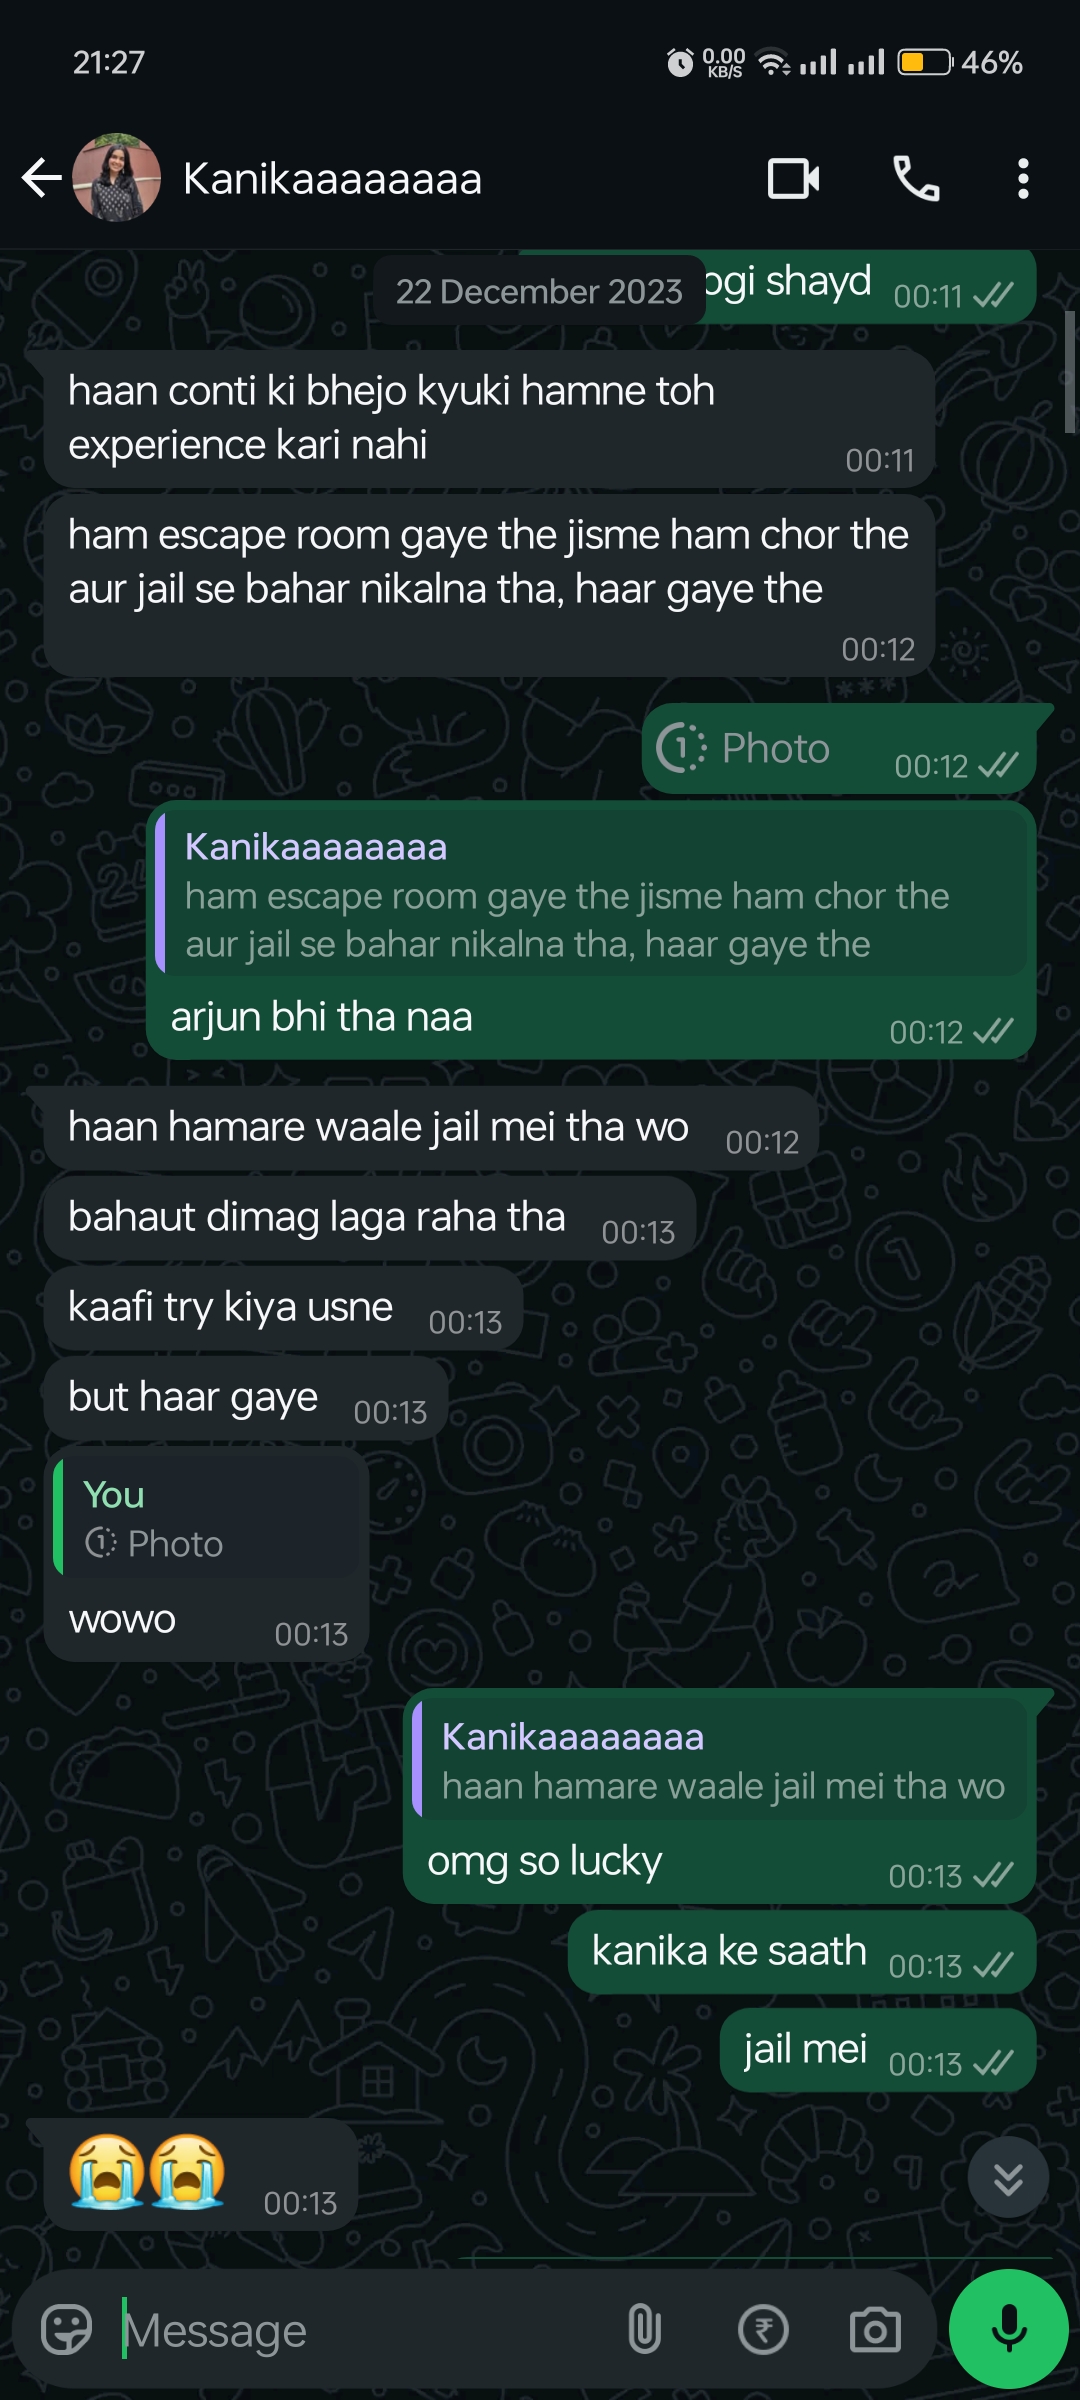 21:27
0.00
KB/S
46%
Kanikaaaaaaaa
22 December 2023
ogi shayd 00:11
haan conti ki bhejo kyuki hamne toh
experience kari nahi
00:11
ham escape room gaye the jisme ham chor the
aur jail se bahar nikalna tha, haar gaye the
00:12
1 Photo 00:12
Kanikaaaaaaaa
ham escape room gaye the jisme ham chor the
aur jail se bahar nikalna tha, haar gaye the
arjun bhi tha naa 00:12
haan hamare waale jail mei tha wo 00:12
bahaut dimag laga raha tha 00:13
kaafi try kiya usne 00:13
but haar gaye 00:13
You
1 Photo
wowo 00:13
Kanikaaaaaaaa
haan hamare waale jail mei tha wo
omg so lucky 00:13
kanika ke saath 00:13
jail mei 00:13
😭😭 00:13
Message